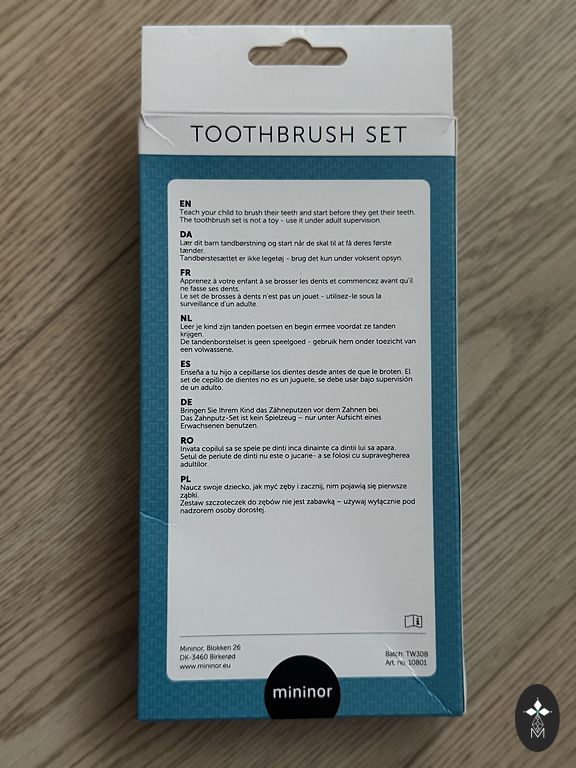 TOOTHBRUSH SET
EN
Teach your child to brush their teeth and start before they get their teeth.
The toothbrush set is not a toy - use it under adult supervision.
DA
Lær dit barn tandbørstning og start når de skal til at få deres første
tænder.
Tandbørstesættet er ikke legetøj - brug det kun under voksent opsyn.
FR
Apprenez à votre enfant à se brosser les dents et commencez avant qu'il
ne fasse ses dents.
Le set de brosses à dents n'est pas un jouet - utilisez-le sous la
surveillance d'un adulte.
NL
Leer je kind zijn tanden poetsen en begin ermee voordat ze tanden
krijgen.
De tandenborstelset is geen speelgoed - gebruik hem onder toezicht van
een volwassene.
ES
Enseña a tu hijo a cepillarse los dientes desde antes de que le broten. El
set de cepillo de dientes no es un juguete, se debe usar bajo supervisión
de un adulto.
DE
Bringen Sie Ihrem Kind das Zähneputzen vor dem Zahnen bei.
Das Zahnputz-Set ist kein Spielzeug – nur unter Aufsicht eines
Erwachsenen benutzen.
RO
Invata copilul sa se spele pe dinti inca dinainte ca dintii lui sa apara.
Setul de periute de dinti nu este o jucarie- a se folosi cu supravegherea
adultilor.
PL
Naucz swoje dziecko, jak myć zęby i zacznij, nim pojawią się pierwsze
ząbki.
Zestaw szczoteczek do zębów nie jest zabawką – używaj wyłącznie pod
nadzorem osoby dorosłej.
Mininor, Blokken 26
DK-3460 Birkerød
www.mininor.eu
Batch: TW30B
Art. no. 10801
mininor
M